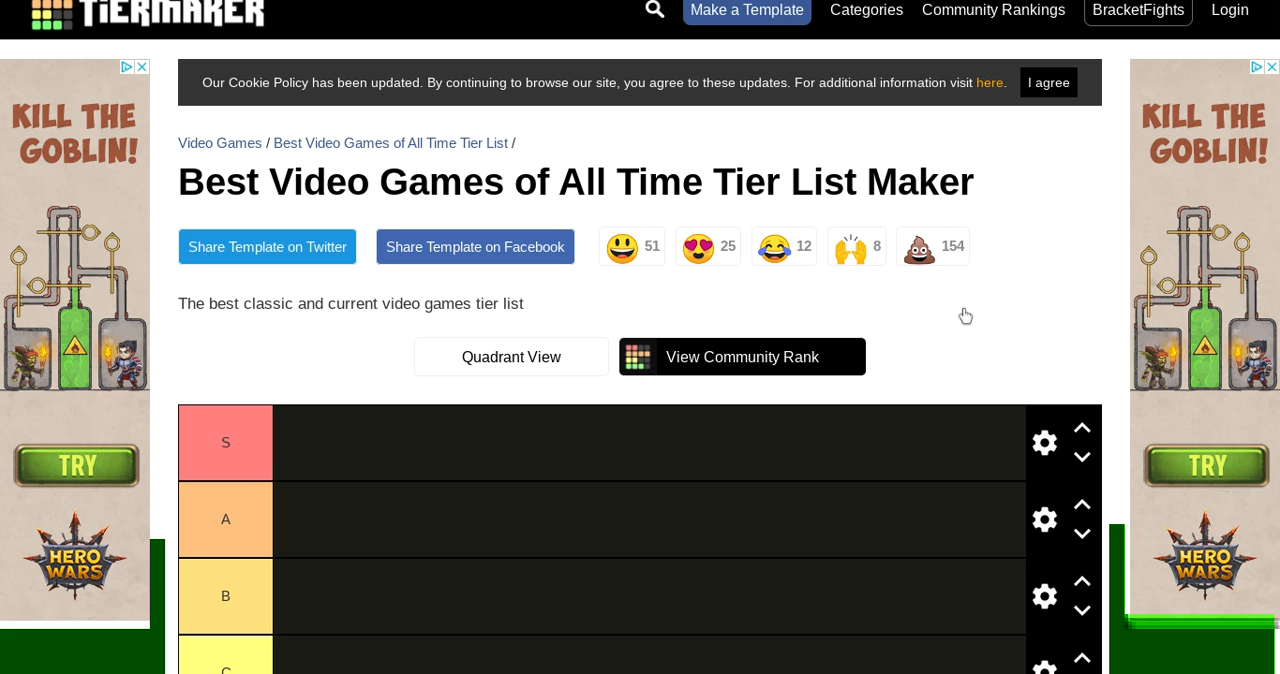 TiERMAKER
Make a Template
Categories
Community Rankings
BracketFights
Login
Our Cookie Policy has been updated. By continuing to browse our site, you agree to these updates. For additional information visit here. I agree
KILL THE
GOBLIN!
TRY
HERO
WARS
Video Games / Best Video Games of All Time Tier List /
Best Video Games of All Time Tier List Maker
Share Template on Twitter
Share Template on Facebook
51
25
12
8
154
The best classic and current video games tier list
Quadrant View
View Community Rank
S
A
B
C
KILL THE
GOBLIN!
TRY
HERO
WARS